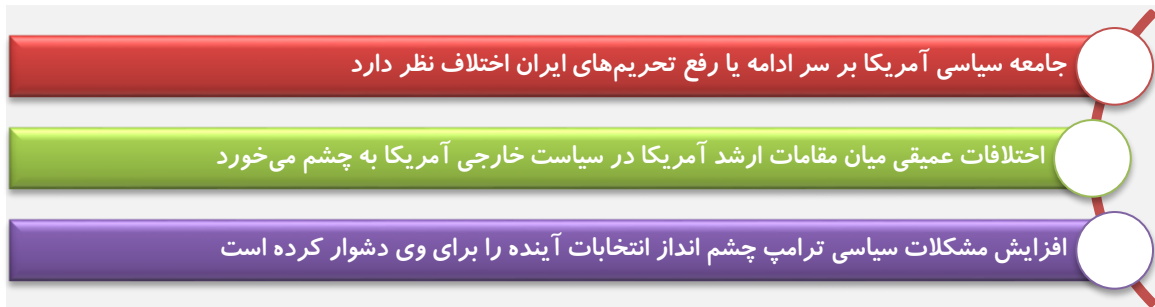 جامعه سیاسی آمریکا بر سر ادامه یا رفع تحریم‌های ایران اختلاف نظر دارد
اختلافات عمیقی میان مقامات ارشد آمریکا در سیاست خارجی آمریکا به چشم می‌خورد
افزایش مشکلات سیاسی ترامپ چشم انداز انتخابات آینده را برای وی دشوار کرده است